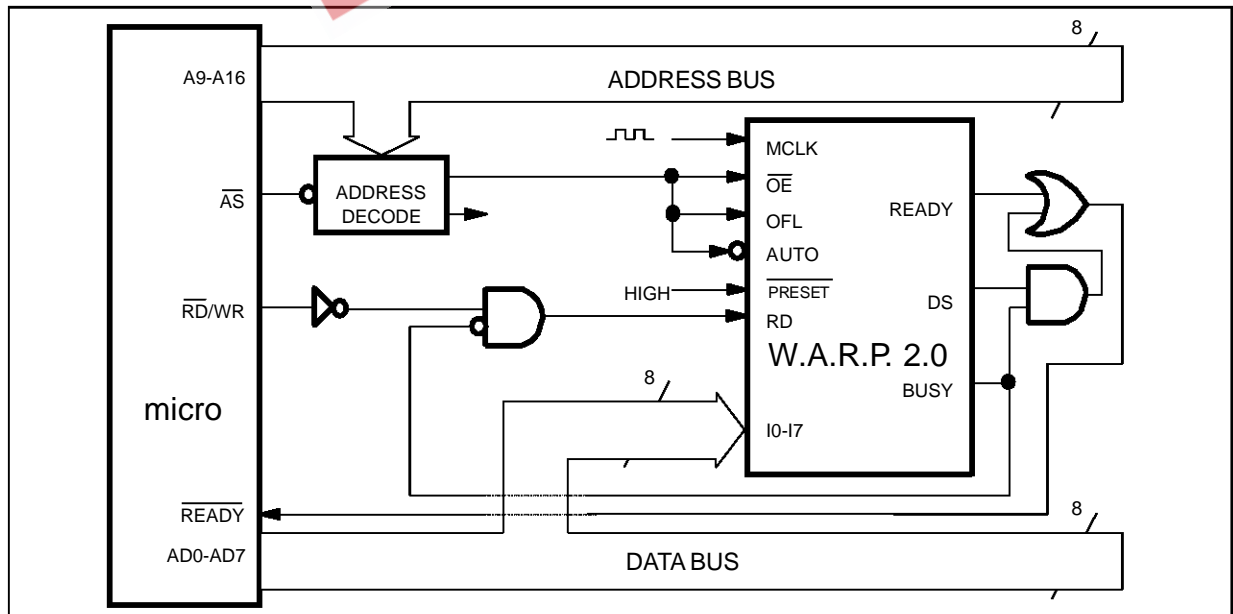 8
A9-A16
ADDRESS BUS
MCLK
AS
ADDRESS
DECODE
OE
READY
OFL
AUTO
HIGH
PRESET
RD/WR
DS
RD
W.A.R.P. 2.0
8
BUSY
micro
I0-I7
READY
8
AD0-AD7
DATA BUS